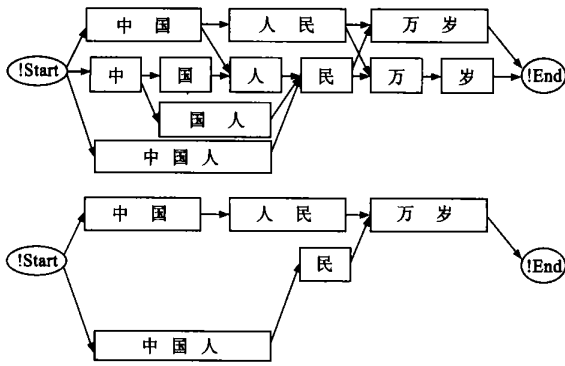 中国 人民 万岁
!Start 中 国 人 民 万 岁 !End
国人
中国人
中国 人民 万岁
!Start 民 !End
中国人